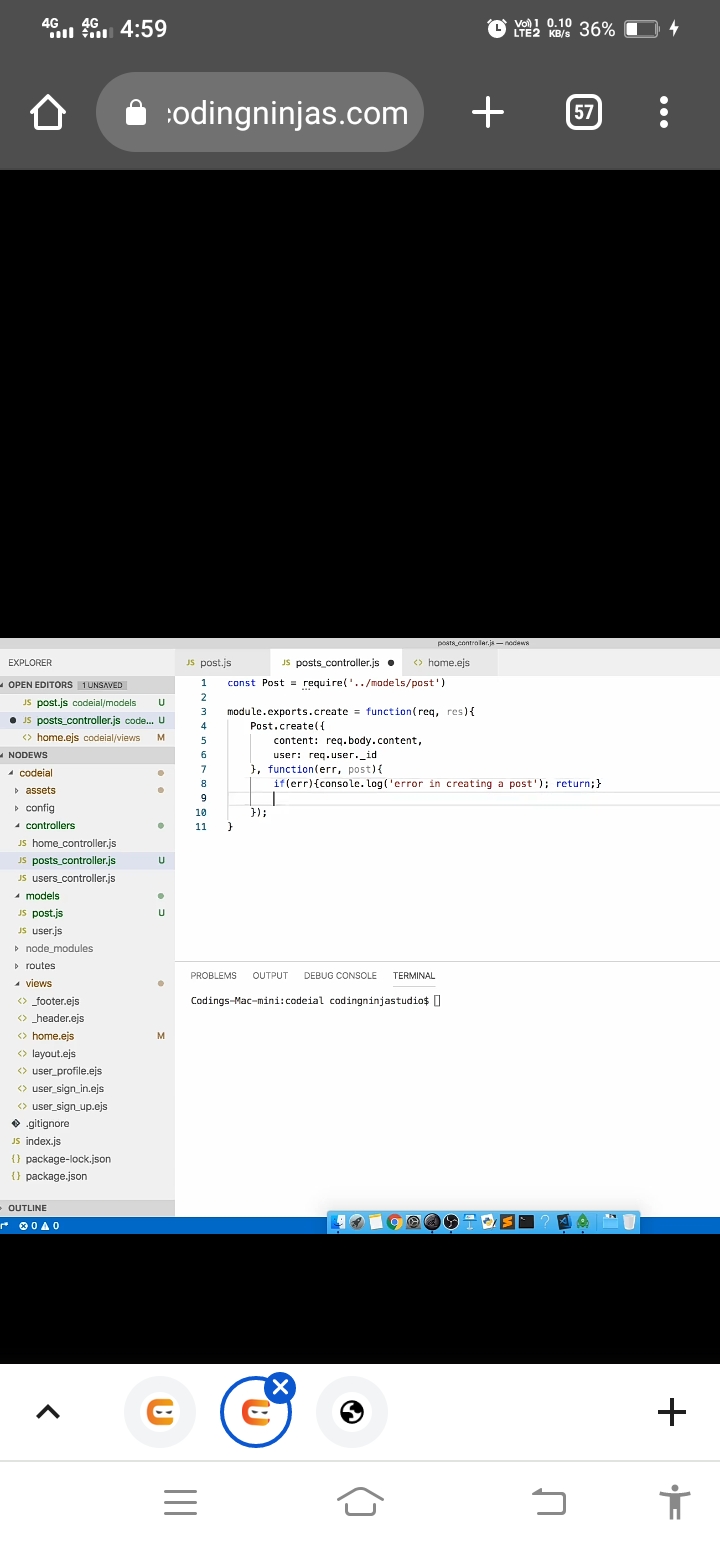 4G 4G 4:59 Vo) 1 LTE2 0.10 KB/s 36%
codingninjas.com 57
posts_controller.js — nodews
EXPLORER
JS post.js JS posts_controller.js ● <> home.ejs
OPEN EDITORS 1 UNSAVED
JS post.js codeial/models U
● JS posts_controller.js code... U
<> home.ejs codeial/views M
NODEWS
codeial
assets
config
controllers
JS home_controller.js
JS posts_controller.js U
JS users_controller.js
models
JS post.js U
JS user.js
node_modules
routes
views
<> _footer.ejs
<> _header.ejs
<> home.ejs M
<> layout.ejs
<> user_profile.ejs
<> user_sign_in.ejs
<> user_sign_up.ejs
.gitignore
JS index.js
{} package-lock.json
{} package.json
OUTLINE
0 0
1 const Post = require('../models/post')
2
3 module.exports.create = function(req, res){
4     Post.create({
5         content: req.body.content,
6         user: req.user._id
7     }, function(err, post){
8         if(err){console.log('error in creating a post'); return;}
9
10     });
11 }
PROBLEMS OUTPUT DEBUG CONSOLE TERMINAL
Codings-Mac-mini:codeial codingninjastudio$